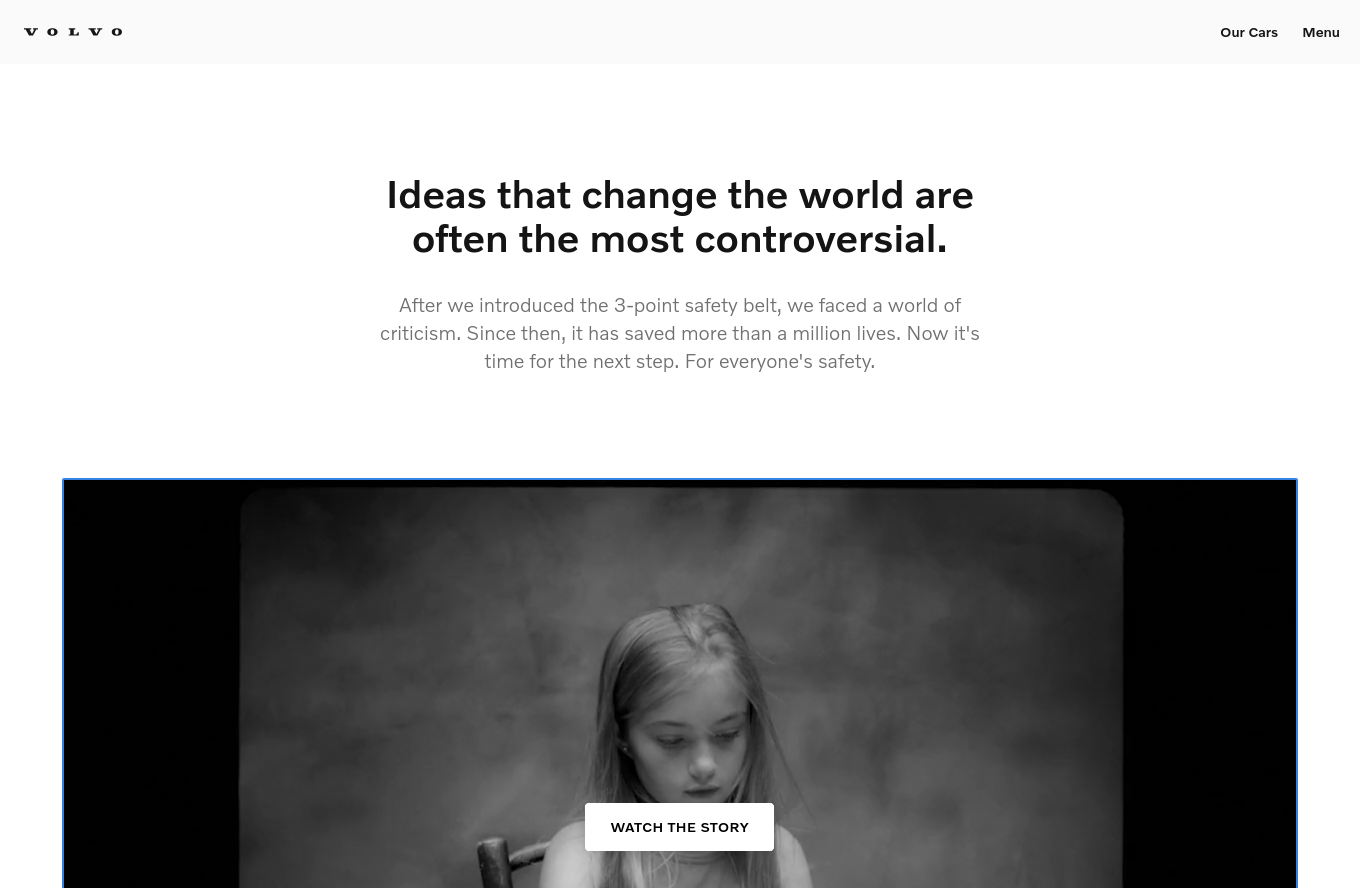 VOLVO
Our Cars
Menu
Ideas that change the world are
often the most controversial.
After we introduced the 3-point safety belt, we faced a world of
criticism. Since then, it has saved more than a million lives. Now it's
time for the next step. For everyone's safety.
WATCH THE STORY